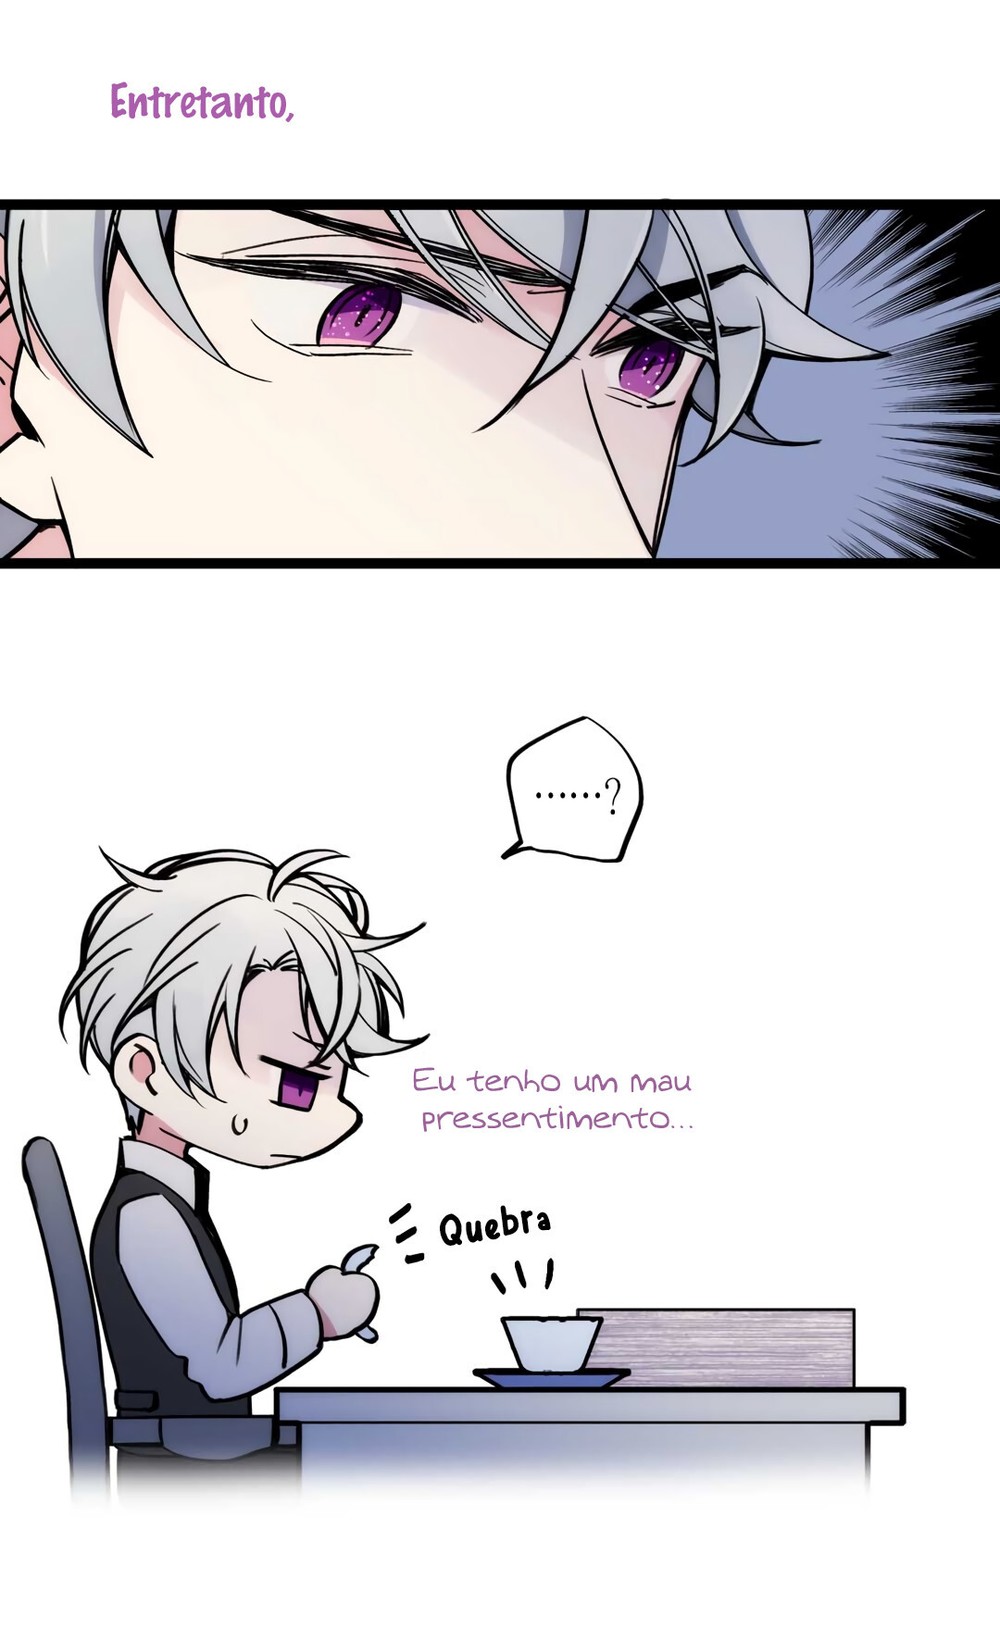 Entretanto,
......?
Eu tenho um mau
pressentimento...
Quebra